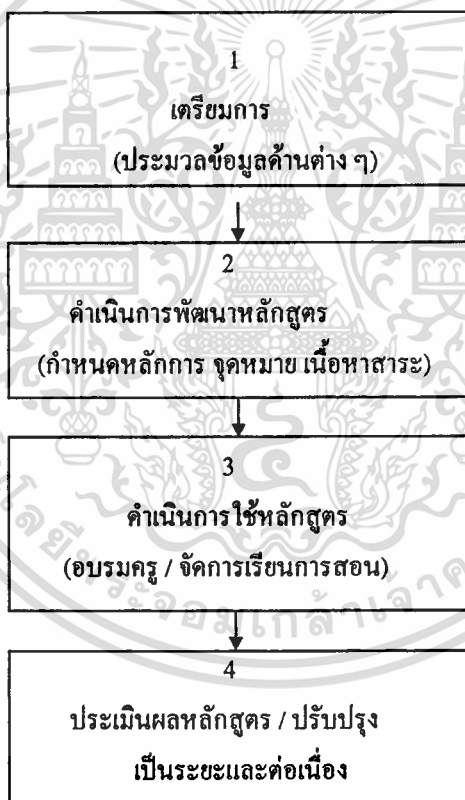 1
เตรียมการ
(ประมวลข้อมูลด้านต่าง ๆ)
2
ดำเนินการพัฒนาหลักสูตร
(กำหนดหลักการ จุดหมาย เนื้อหาสาระ)
3
ดำเนินการใช้หลักสูตร
(อบรมครู / จัดการเรียนการสอน)
4
ประเมินผลหลักสูตร / ปรับปรุง
เป็นระยะและต่อเนื่อง